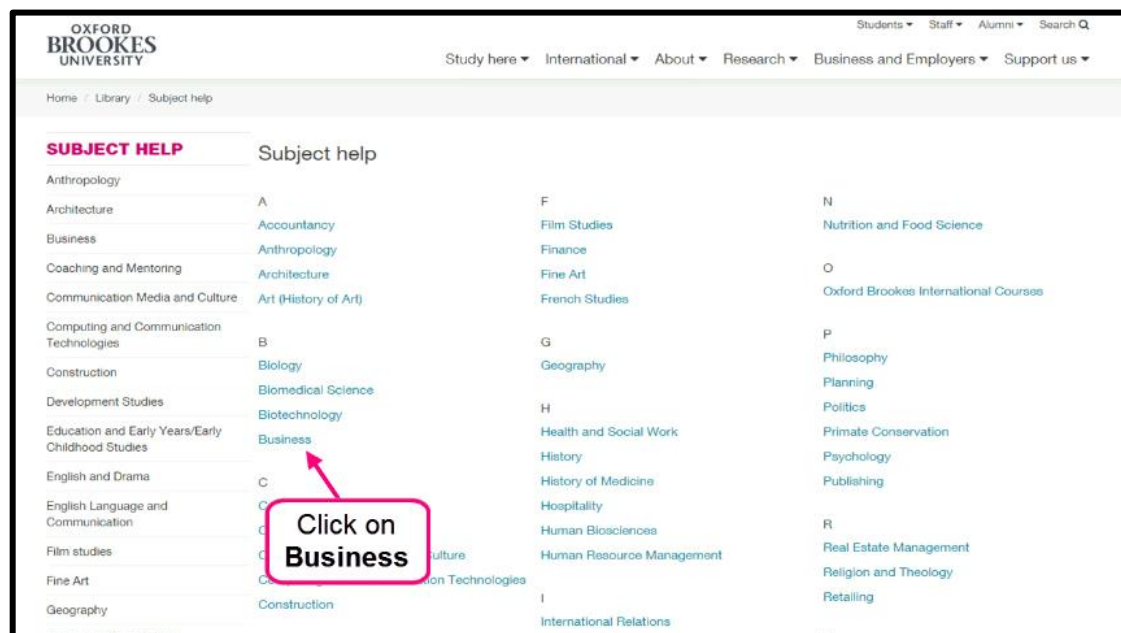 OXFORD
BROOKES
UNIVERSITY
Students Staff Alumni Search
Study here International About Research Business and Employers Support us
Home / Library / Subject help
SUBJECT HELP
Anthropology
Architecture
Business
Coaching and Mentoring
Communication Media and Culture
Computing and Communication
Technologies
Construction
Development Studies
Education and Early Years/Early
Childhood Studies
English and Drama
English Language and
Communication
Film studies
Fine Art
Geography
Subject help
A
Accountancy
Anthropology
Architecture
Art (History of Art)
B
Biology
Biomedical Science
Biotechnology
Business
C
Construction
Click on
Business
F
Film Studies
Finance
Fine Art
French Studies
G
Geography
H
Health and Social Work
History
History of Medicine
Hospitality
Human Biosciences
Human Resource Management
I
International Relations
N
Nutrition and Food Science
O
Oxford Brookes International Courses
P
Philosophy
Planning
Politics
Primate Conservation
Psychology
Publishing
R
Real Estate Management
Religion and Theology
Retailing